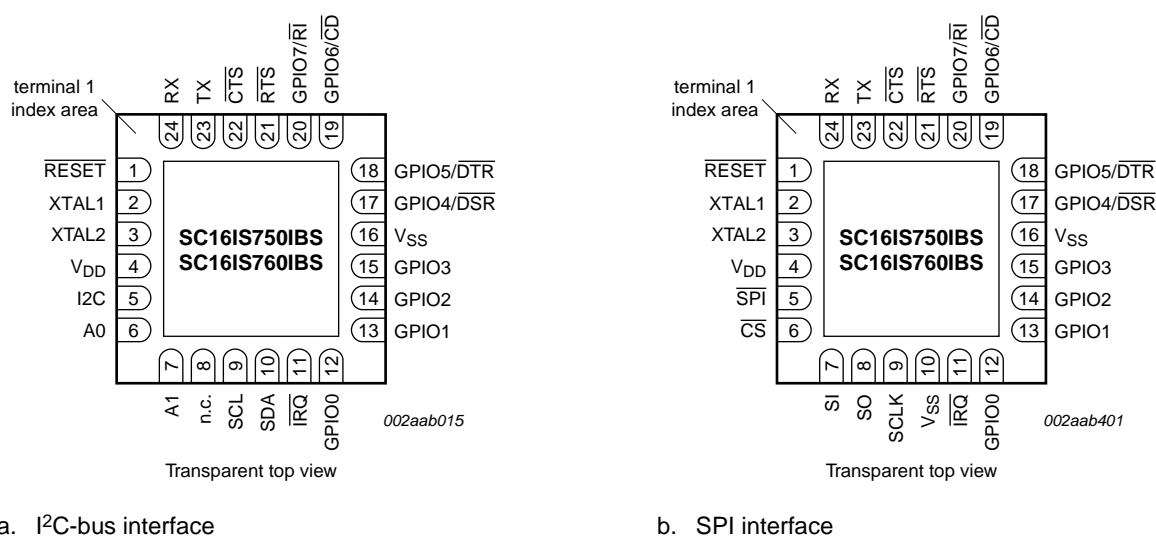 terminal 1
index area
RX
TX
CTS
RTS
GPIO7/RI
GPIO6/CD
24
23
22
21
20
19
RESET 1
XTAL1 2
XTAL2 3
VDD 4
I2C 5
A0 6
18 GPIO5/DTR
17 GPIO4/DSR
16 VSS
15 GPIO3
14 GPIO2
13 GPIO1
SC16IS750IBS
SC16IS760IBS
7
8
9
10
11
12
A1
n.c.
SCL
SDA
IRQ
GPIO0
002aab015
Transparent top view
a. I²C-bus interface
terminal 1
index area
RX
TX
CTS
RTS
GPIO7/RI
GPIO6/CD
24
23
22
21
20
19
RESET 1
XTAL1 2
XTAL2 3
VDD 4
SPI 5
CS 6
18 GPIO5/DTR
17 GPIO4/DSR
16 VSS
15 GPIO3
14 GPIO2
13 GPIO1
SC16IS750IBS
SC16IS760IBS
7
8
9
10
11
12
SI
SO
SCLK
VSS
IRQ
GPIO0
002aab401
Transparent top view
b. SPI interface